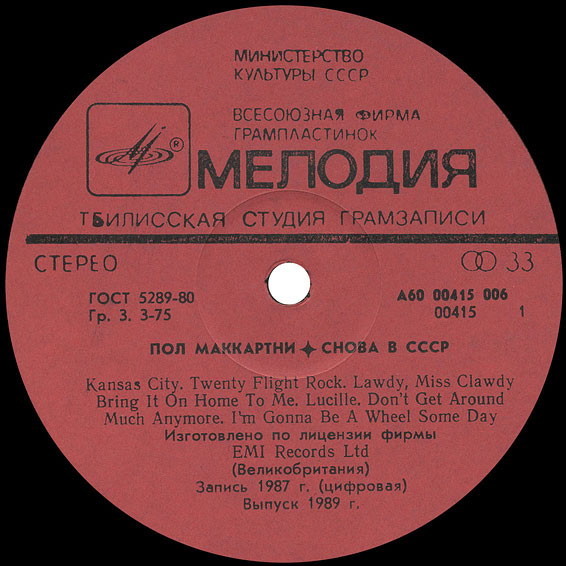 МИНИСТЕРСТВО
КУЛЬТУРЫ СССР
ВСЕСОЮЗНАЯ ФИРМА
ГРАМПЛАСТИНОК
®
МЕЛОДИЯ
ТБИЛИССКАЯ СТУДИЯ ГРАМЗАПИСИ
СТЕРЕО
33
ГОСТ 5289-80
Гр. 3. 3-75
А60 00415 006
00415 1
ПОЛ МАККАРТНИ ✦ СНОВА В СССР
Kansas City. Twenty Flight Rock. Lawdy, Miss Clawdy
Bring It On Home To Me. Lucille. Don't Get Around
Much Anymore. I'm Gonna Be A Wheel Some Day
Изготовлено по лицензии фирмы
EMI Records Ltd
(Великобритания)
Запись 1987 г. (цифровая)
Выпуск 1989 г.